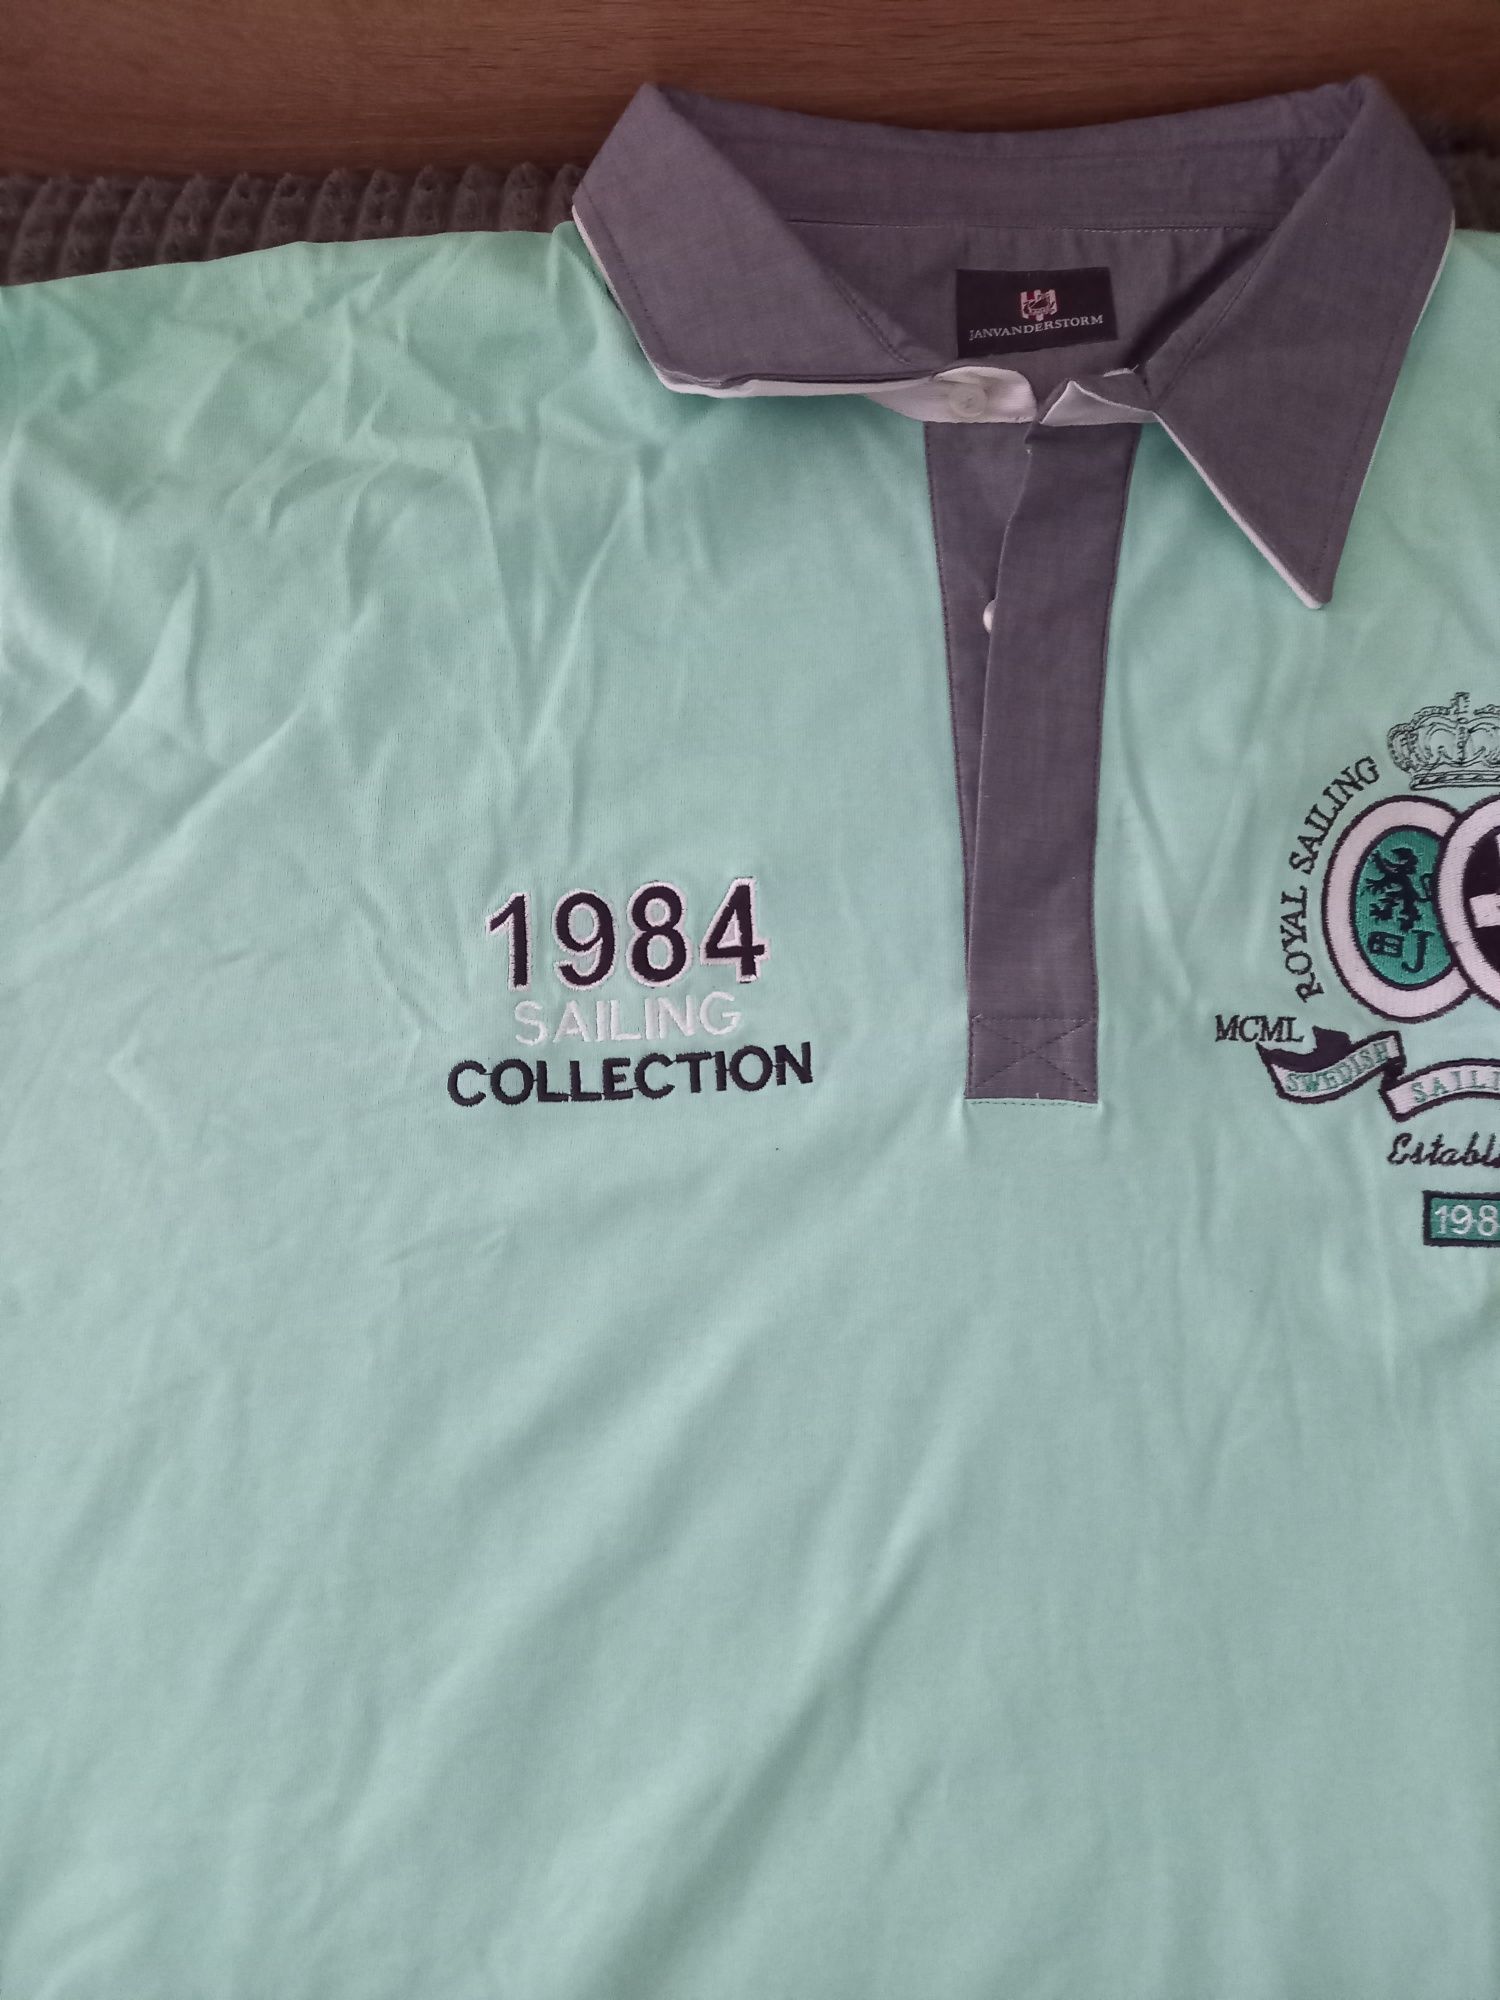 JANVANDERSTORM
1984
SAILING
COLLECTION
ROYAL SAILING
J
MCML
SWEDISH